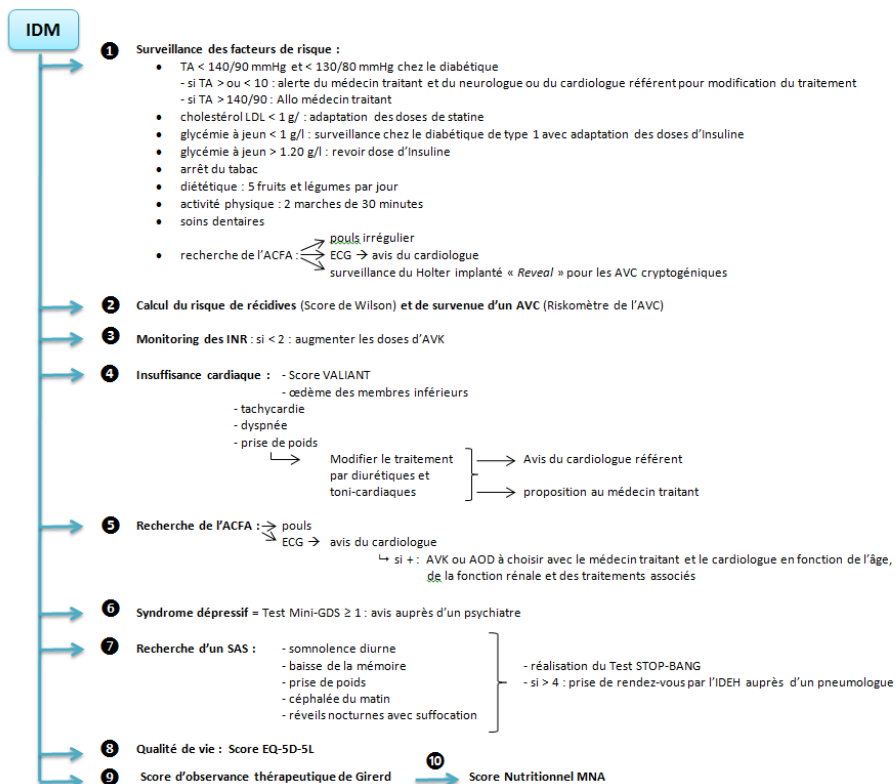 IDM
1 Surveillance des facteurs de risque :
• TA < 140/90 mmHg et < 130/80 mmHg chez le diabétique
- si TA > ou < 10 : alerte du médecin traitant et du neurologue ou du cardiologue référent pour modification du traitement
- si TA > 140/90 : Allo médecin traitant
• cholestérol LDL < 1 g/ : adaptation des doses de statine
• glycémie à jeun < 1 g/l : surveillance chez le diabétique de type 1 avec adaptation des doses d'Insuline
• glycémie à jeun > 1.20 g/l : revoir dose d'Insuline
• arrêt du tabac
• diététique : 5 fruits et légumes par jour
• activité physique : 2 marches de 30 minutes
• soins dentaires
pouls irrégulier
• recherche de l'ACFA : ECG → avis du cardiologue
surveillance du Holter implanté « Reveal » pour les AVC cryptogéniques
2 Calcul du risque de récidives (Score de Wilson) et de survenue d'un AVC (Riskomètre de l'AVC)
3 Monitoring des INR : si < 2 : augmenter les doses d'AVK
4 Insuffisance cardiaque : - Score VALIANT
- œdème des membres inférieurs
- tachycardie
- dyspnée
- prise de poids
Modifier le traitement → Avis du cardiologue référent
par diurétiques et
toni-cardiaques → proposition au médecin traitant
5 Recherche de l'ACFA : → pouls
ECG → avis du cardiologue
↳ si + : AVK ou AOD à choisir avec le médecin traitant et le cardiologue en fonction de l'âge,
de la fonction rénale et des traitements associés
6 Syndrome dépressif = Test Mini-GDS ≥ 1 : avis auprès d'un psychiatre
7 Recherche d'un SAS : - somnolence diurne
- baisse de la mémoire - réalisation du Test STOP-BANG
- prise de poids - si > 4 : prise de rendez-vous par l'IDEH auprès d'un pneumologue
- céphalée du matin
- réveils nocturnes avec suffocation
8 Qualité de vie : Score EQ-5D-5L
9 Score d'observance thérapeutique de Girerd 10 → Score Nutritionnel MNA